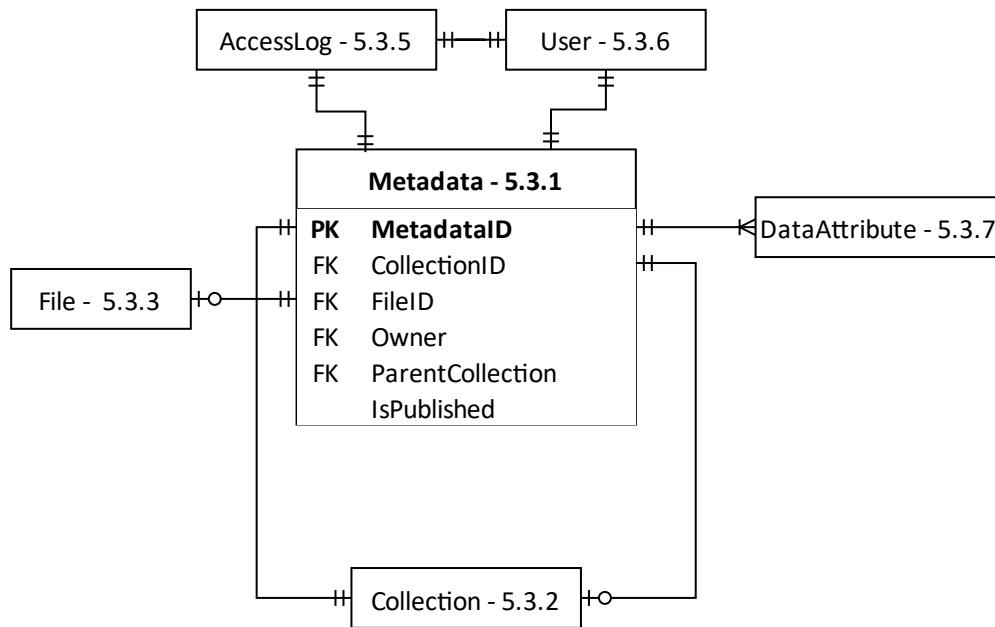 AccessLog - 5.3.5
User - 5.3.6
Metadata - 5.3.1
PK MetadataID
FK CollectionID
FK FileID
FK Owner
FK ParentCollection
IsPublished
DataAttribute - 5.3.7
File -  5.3.3
Collection - 5.3.2